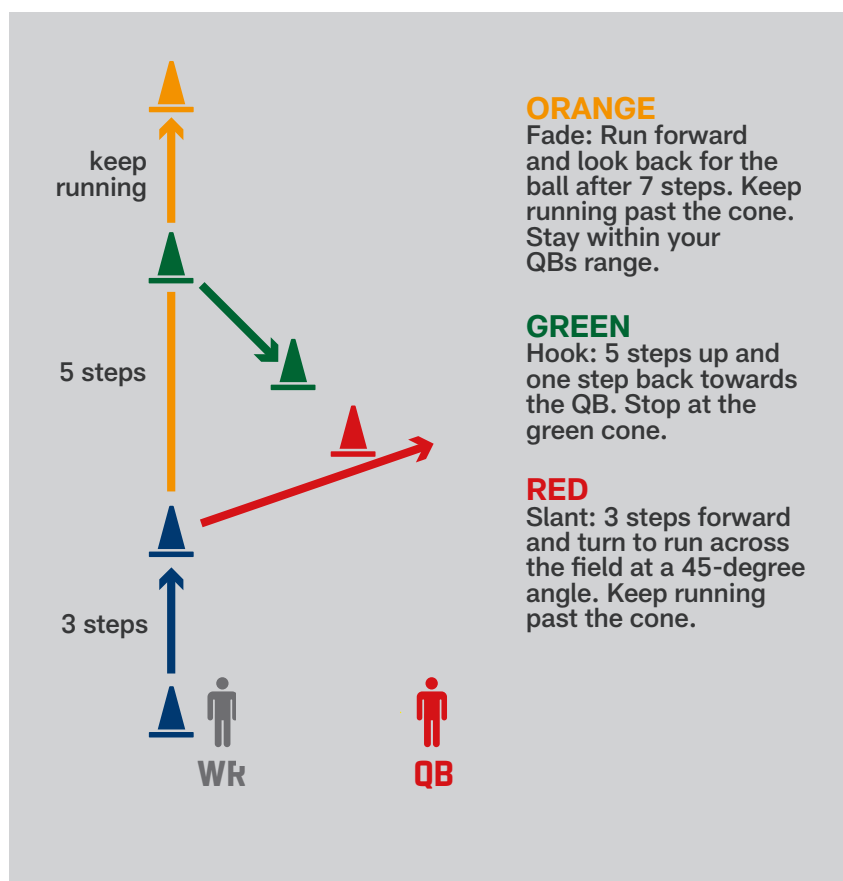 keep
running
5 steps
3 steps
WR
QB
ORANGE
Fade: Run forward
and look back for the
ball after 7 steps. Keep
running past the cone.
Stay within your
QBs range.
GREEN
Hook: 5 steps up and
one step back towards
the QB. Stop at the
green cone.
RED
Slant: 3 steps forward
and turn to run across
the field at a 45-degree
angle. Keep running
past the cone.